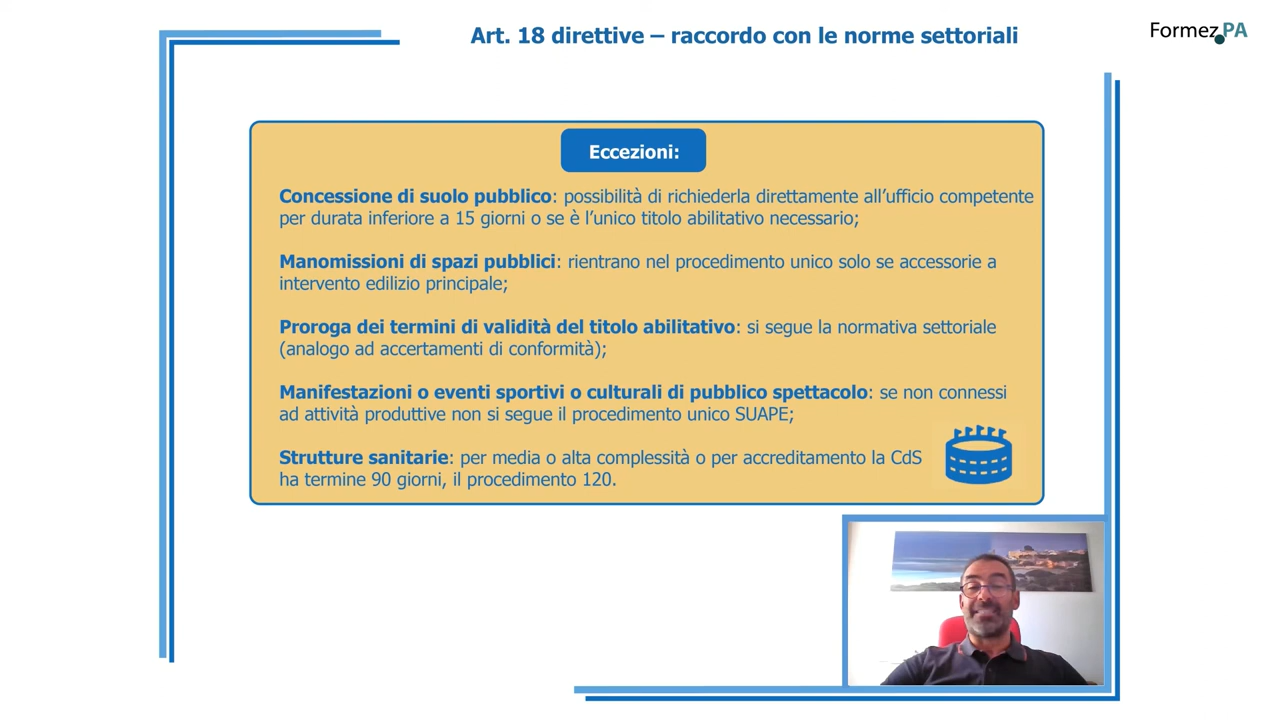 Art. 18 direttive – raccordo con le norme settoriali
Formez.PA
Eccezioni:
Concessione di suolo pubblico: possibilità di richiederla direttamente all’ufficio competente
per durata inferiore a 15 giorni o se è l’unico titolo abilitativo necessario;
Manomissioni di spazi pubblici: rientrano nel procedimento unico solo se accessorie a
intervento edilizio principale;
Proroga dei termini di validità del titolo abilitativo: si segue la normativa settoriale
(analogo ad accertamenti di conformità);
Manifestazioni o eventi sportivi o culturali di pubblico spettacolo: se non connessi
ad attività produttive non si segue il procedimento unico SUAPE;
Strutture sanitarie: per media o alta complessità o per accreditamento la CdS
ha termine 90 giorni, il procedimento 120.